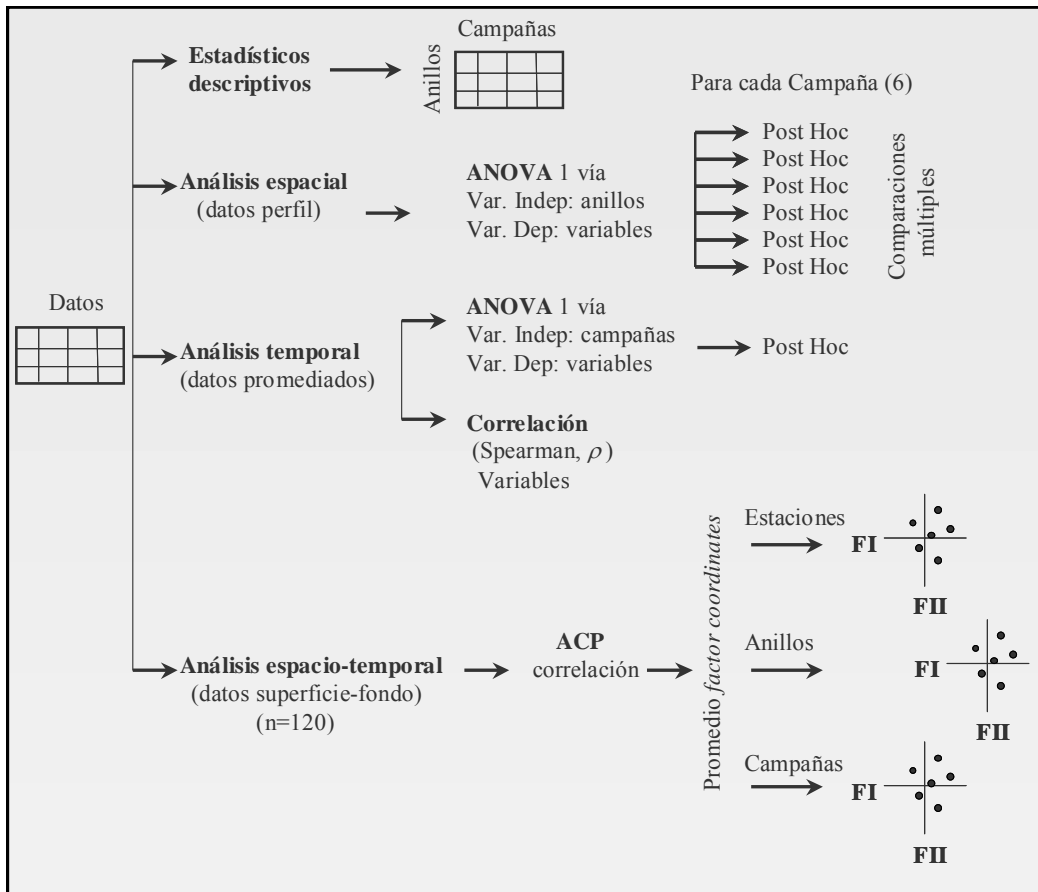 Campañas
Anillos
Estadísticos
descriptivos
Para cada Campaña (6)
Análisis espacial
(datos perfil)
ANOVA 1 vía
Var. Indep: anillos
Var. Dep: variables
Post Hoc
Post Hoc
Post Hoc
Post Hoc
Post Hoc
Post Hoc
Comparaciones
múltiples
Datos
Análisis temporal
(datos promediados)
ANOVA 1 vía
Var. Indep: campañas
Var. Dep: variables
Post Hoc
Correlación
(Spearman, ρ)
Variables
Análisis espacio-temporal
(datos superficie-fondo)
(n=120)
ACP
correlación
Promedio factor coordinates
Estaciones
FI
FII
Anillos
FI
FII
Campañas
FI
FII